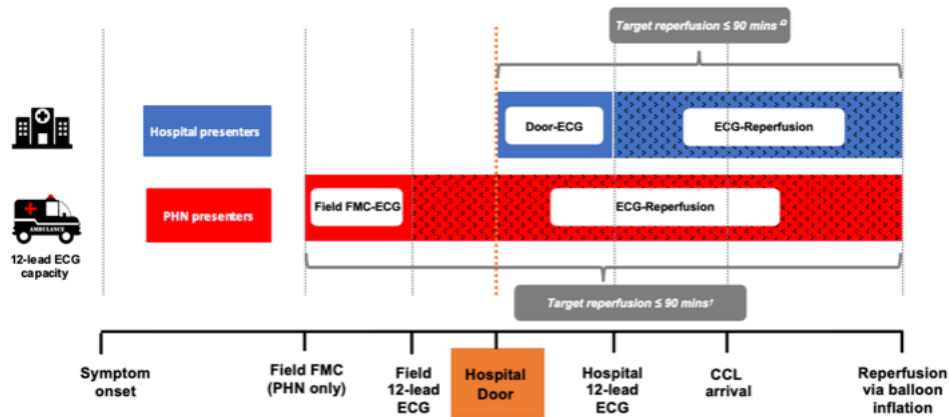 Target reperfusion ≤ 90 mins ¤
Hospital presenters
Door-ECG
ECG-Reperfusion
PHN presenters
Field FMC-ECG
ECG-Reperfusion
AMBULANCE
12-lead ECG
capacity
Target reperfusion ≤ 90 mins†
Symptom
onset
Field FMC
(PHN only)
Field
12-lead
ECG
Hospital
Door
Hospital
12-lead
ECG
CCL
arrival
Reperfusion
via balloon
inflation